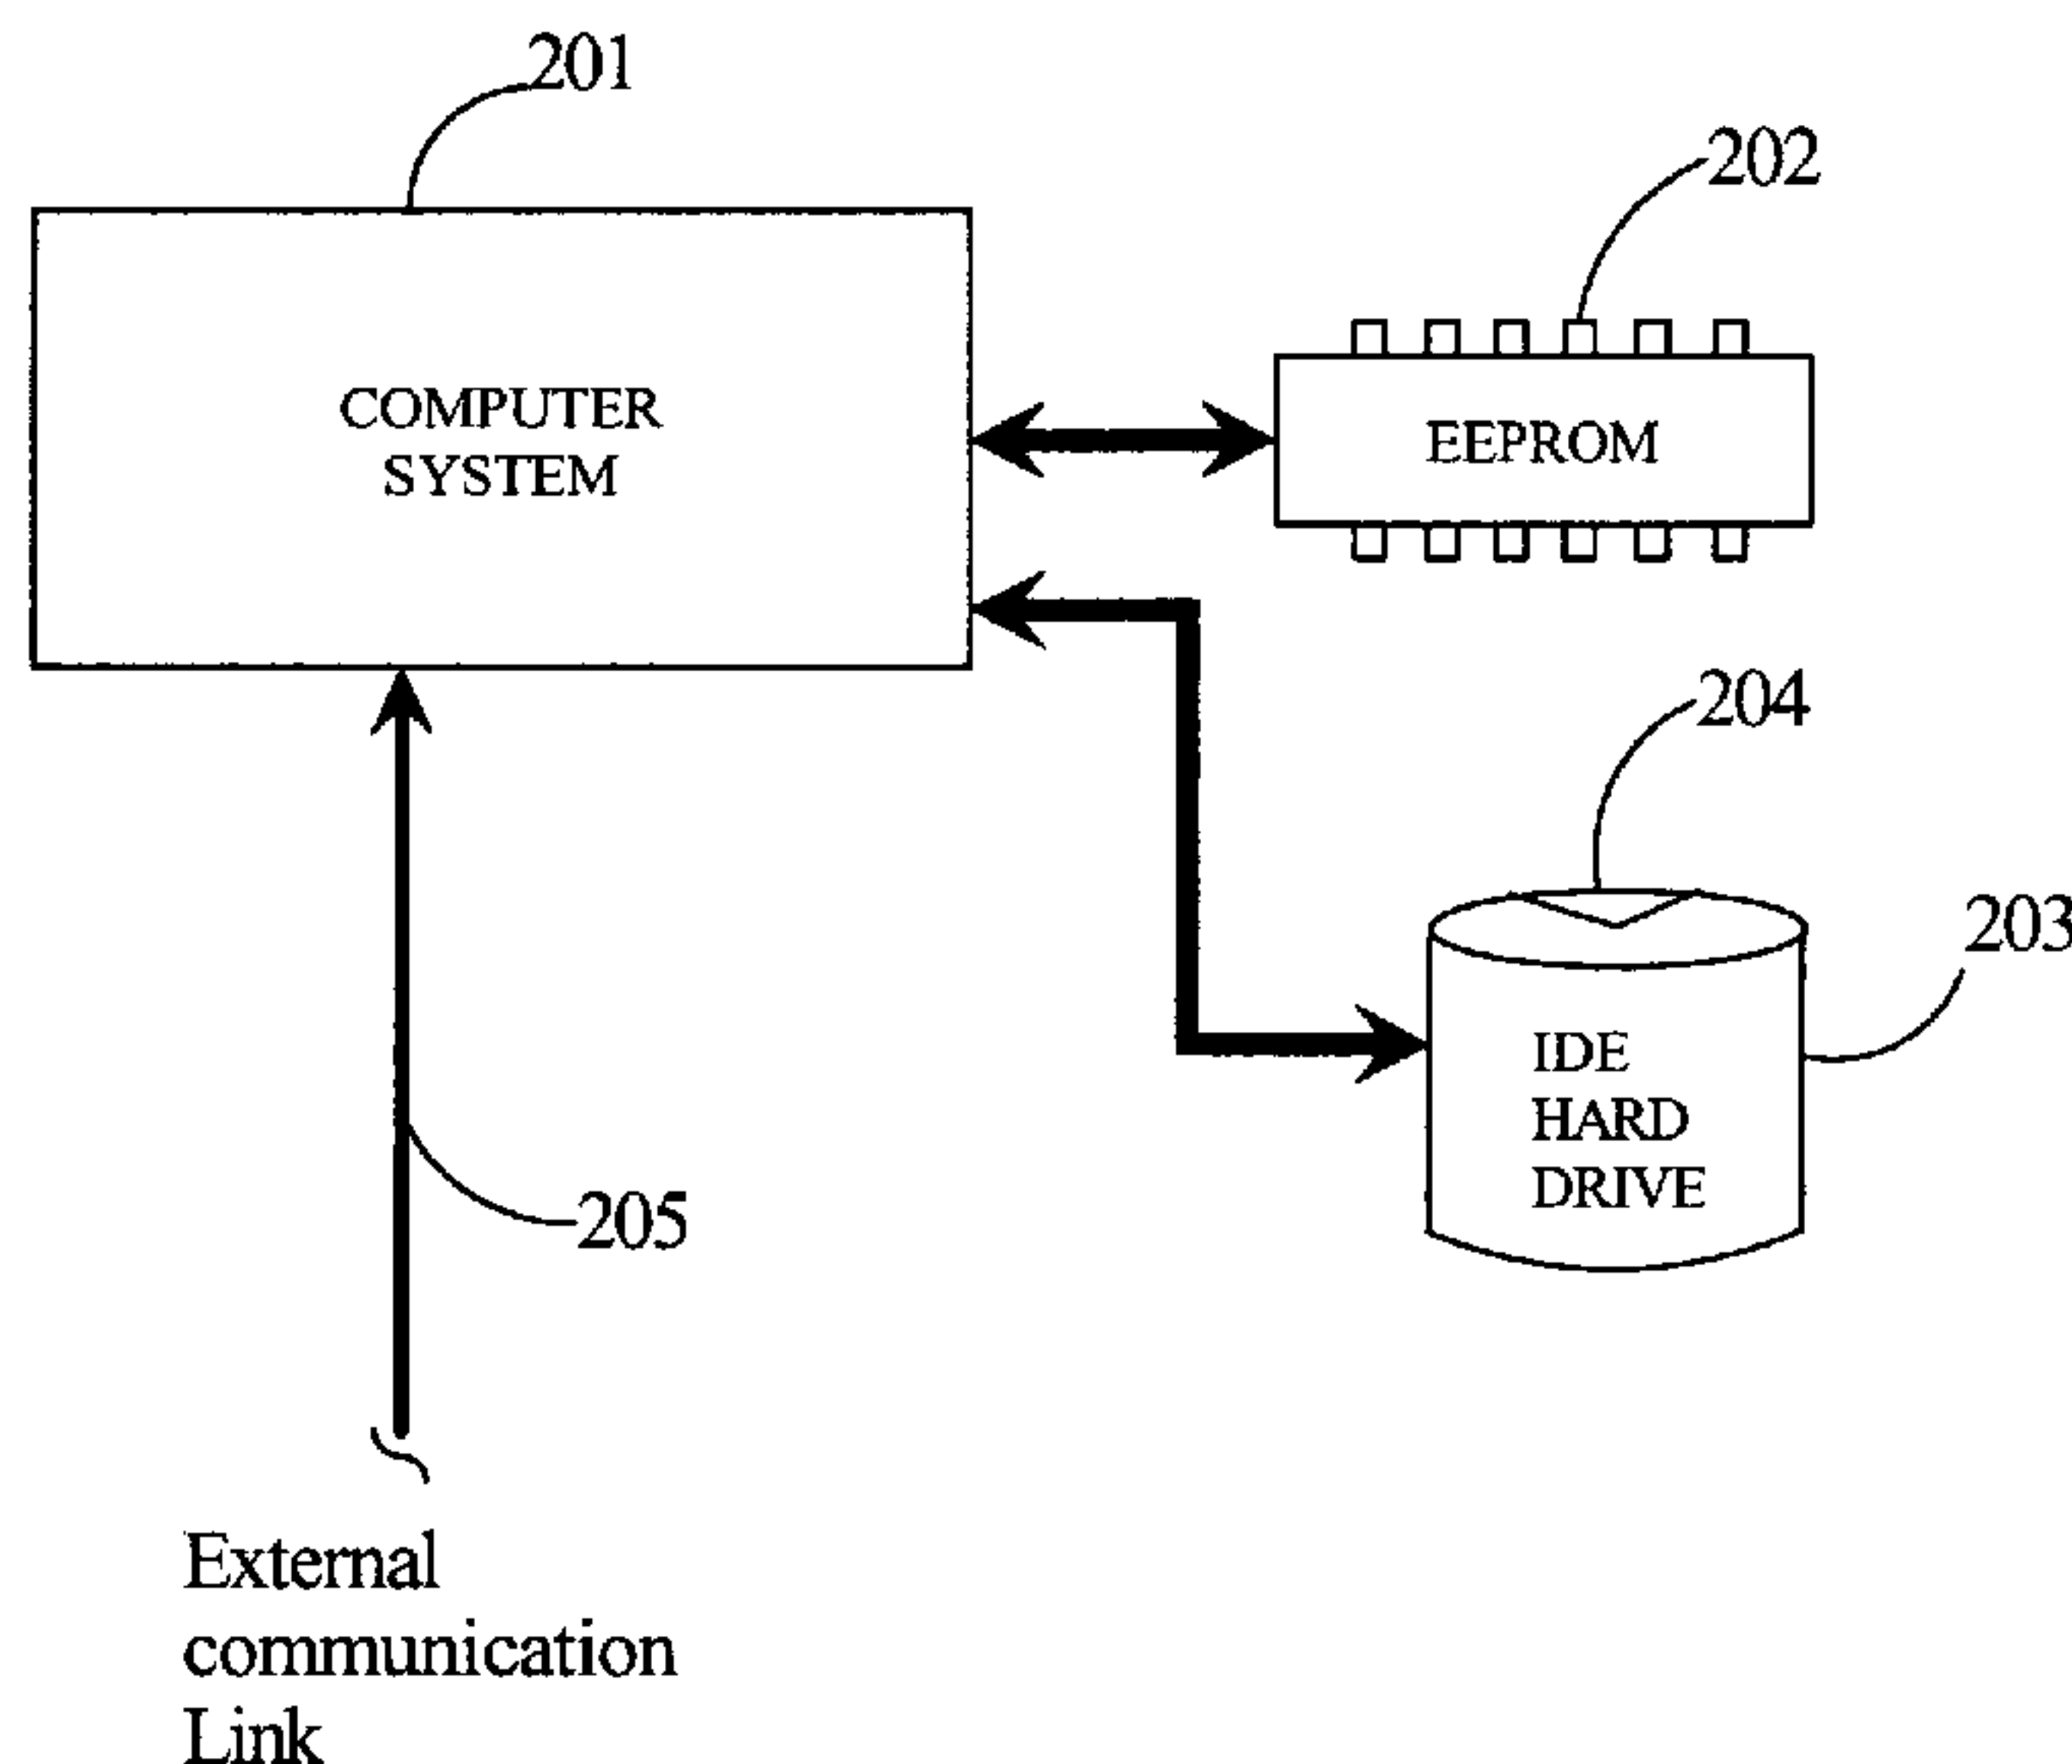 201
202
COMPUTER
SYSTEM
EEPROM
204
203
IDE
HARD
DRIVE
205
External
communication
Link